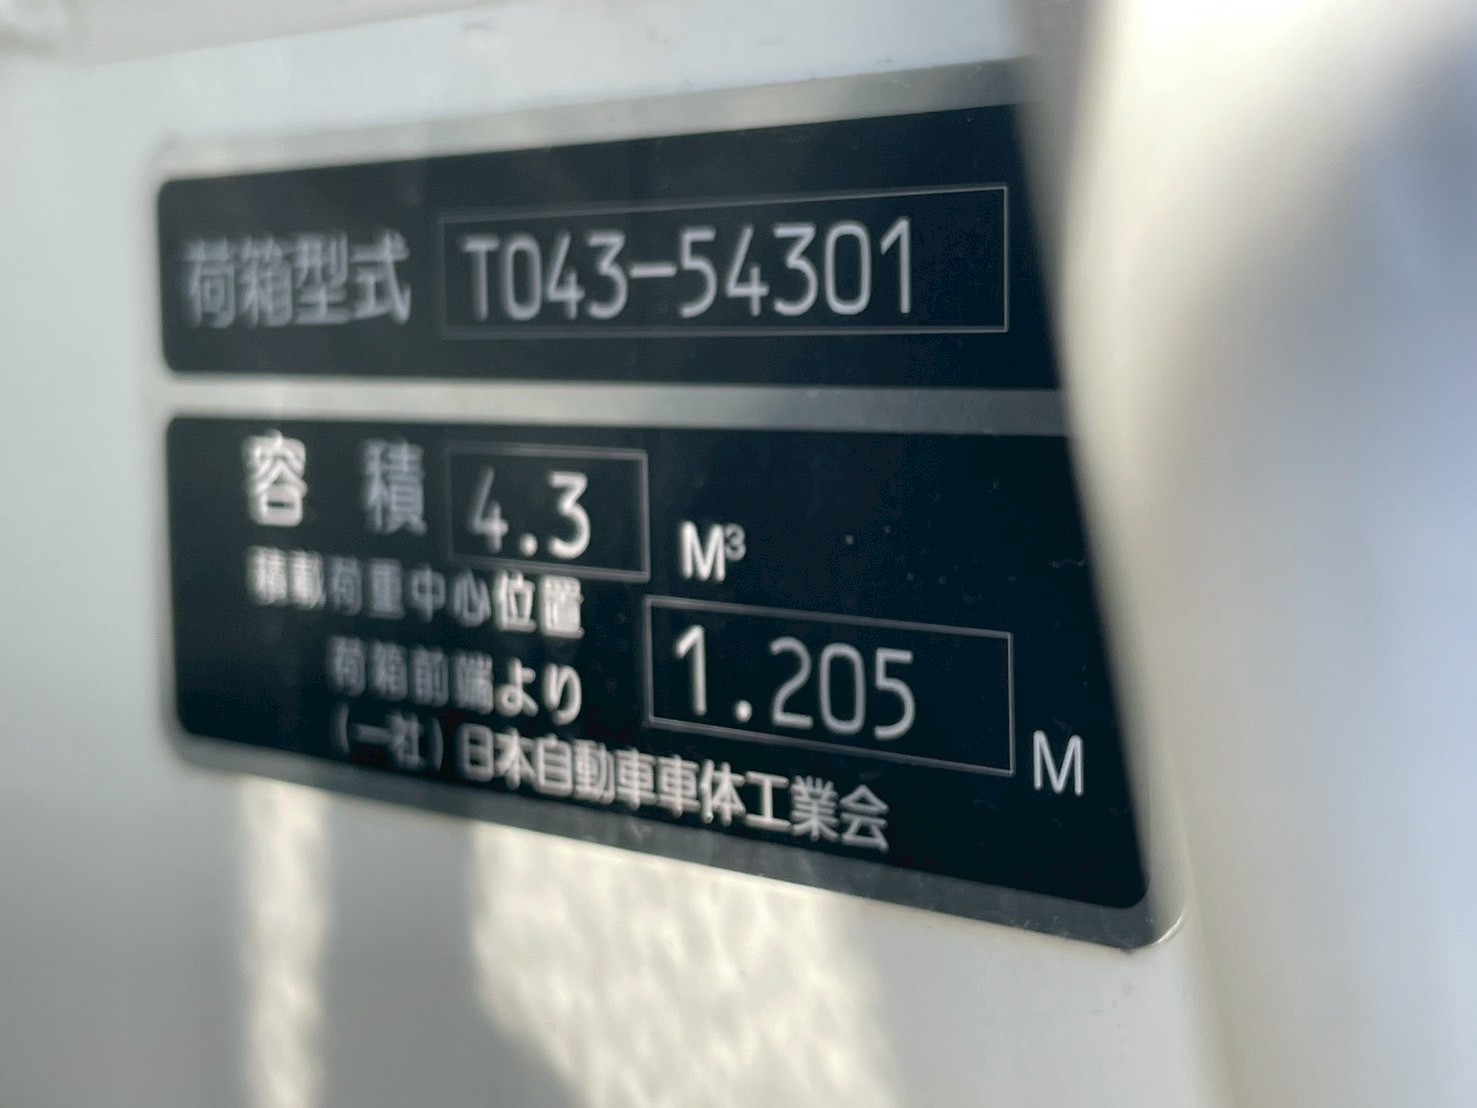 荷箱型式 T043-54301
容積 4.3 M³
積載荷重中心位置
荷箱前端より 1.205 M
(一社)日本自動車車体工業会